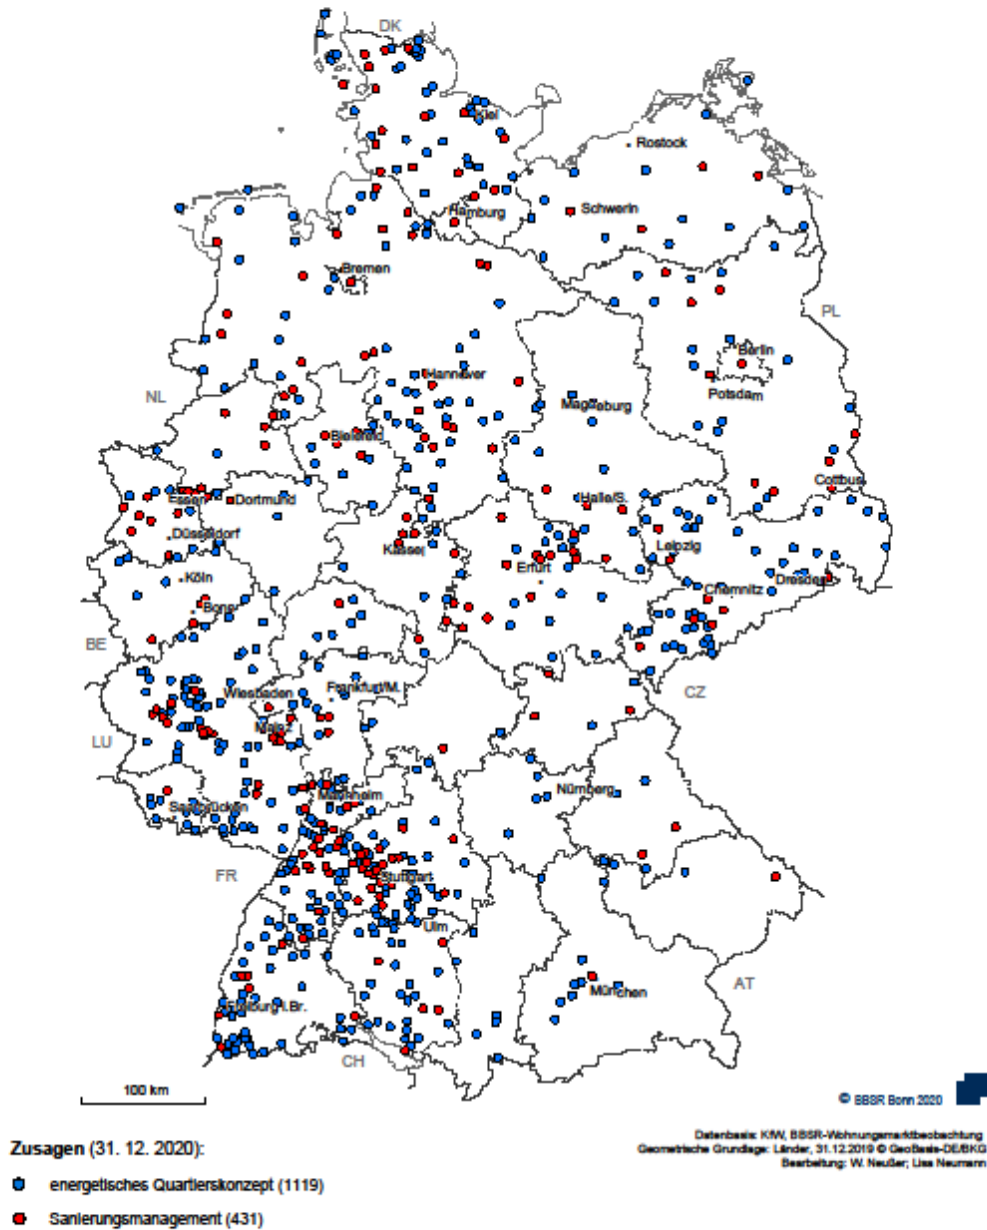 DK
Kiel
Rostock
Hamburg
Schwerin
Bremen
PL
Berlin
Hannover
NL
Potsdam
Magdeburg
Bielefeld
Cottbus
Essen
Dortmund
Halle/S.
Düsseldorf
Leipzig
Kassel
Erfurt
Köln
Dresden
Chemnitz
Bonn
BE
Wiesbaden
Frankfurt/M.
CZ
Mainz
LU
Nürnberg
Mannheim
Saarbrücken
FR
Stuttgart
Ulm
AT
München
Freiburg i.Br.
CH
100 km
© BBSR Bonn 2020
Datenbasis: KfW, BBSR-Wohnungsmarktbeobachtung
Geometrische Grundlage: Länder, 31.12.2019 © GeoBasis-DE/BKG
Bearbeitung: W. Neußer; Lisa Neumann
Zusagen (31. 12. 2020):
energetisches Quartierskonzept (1119)
Sanierungsmanagement (431)